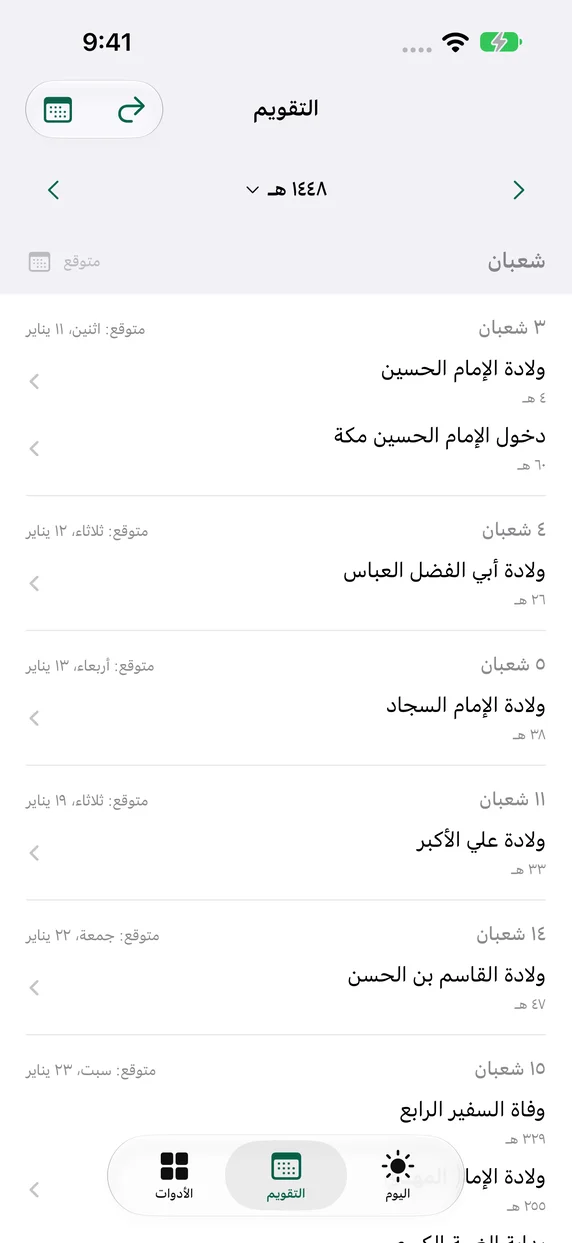 9:41
التقويم
١٤٤٨ هـ
شعبان
متوقع
٣ شعبان
متوقع: اثنين، ١١ يناير
ولادة الإمام الحسين
٤ هـ
دخول الإمام الحسين مكة
٦٠ هـ
٤ شعبان
متوقع: ثلاثاء، ١٢ يناير
ولادة أبي الفضل العباس
٢٦ هـ
٥ شعبان
متوقع: أربعاء، ١٣ يناير
ولادة الإمام السجاد
٣٨ هـ
١١ شعبان
متوقع: ثلاثاء، ١٩ يناير
ولادة علي الأكبر
٣٣ هـ
١٤ شعبان
متوقع: جمعة، ٢٢ يناير
ولادة القاسم بن الحسن
٤٧ هـ
١٥ شعبان
متوقع: سبت، ٢٣ يناير
وفاة السفير الرابع
٣٢٩ هـ
ولادة الإمام
٢٥٥ هـ
اليوم
التقويم
الأدوات